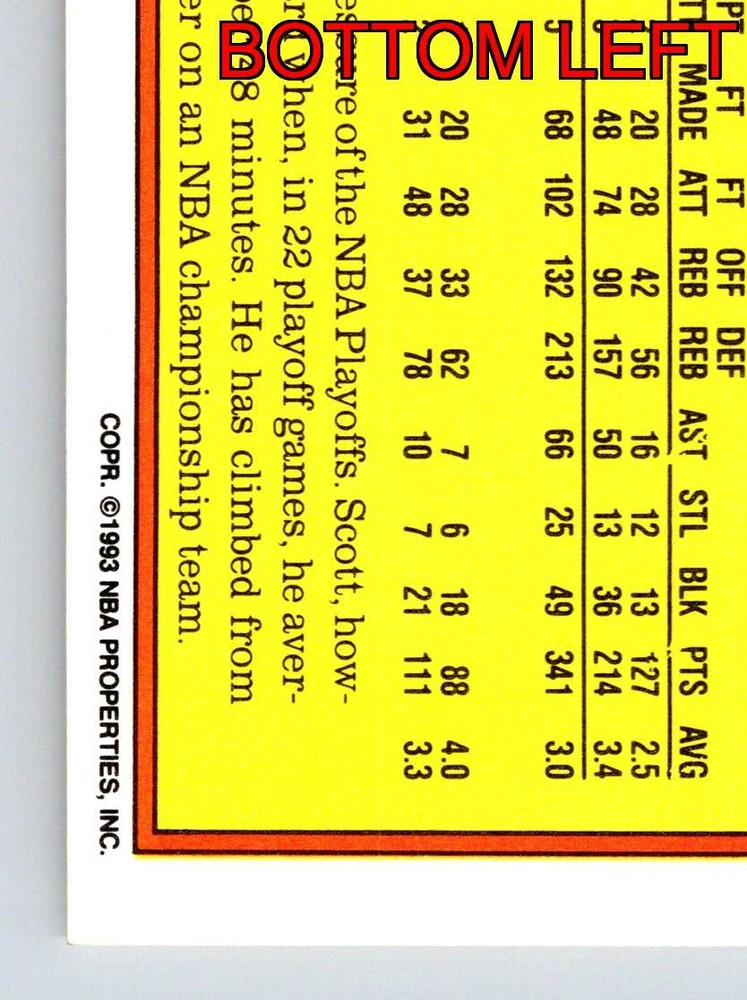 BOTTOM LEFT
FT FT OFF DEF
MADE ATT REB REB AST STL BLK PTS AVG
20 28 42 56 16 12 13 127 2.5
48 74 90 157 50 13 36 214 3.4
68 102 132 213 66 25 49 341 3.0
20 28 33 62 7 6 18 88 4.0
31 48 37 78 10 7 21 111 3.3
of the NBA Playoffs. Scott, how-
when, in 22 playoff games, he aver-
48 minutes. He has climbed from
on an NBA championship team.
COPR. ©1993 NBA PROPERTIES, INC.